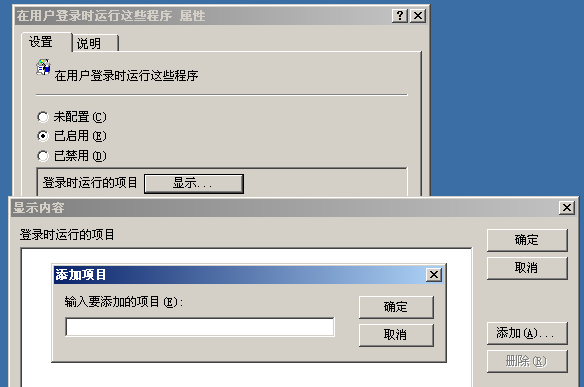 在用户登录时运行这些程序 属性
设置 说明
在用户登录时运行这些程序
未配置(C)
已启用(E)
已禁用(D)
登录时运行的项目 显示...
显示内容
登录时运行的项目
确定
取消
添加项目
输入要添加的项目(E):
确定
取消
添加(A)...
删除(R)